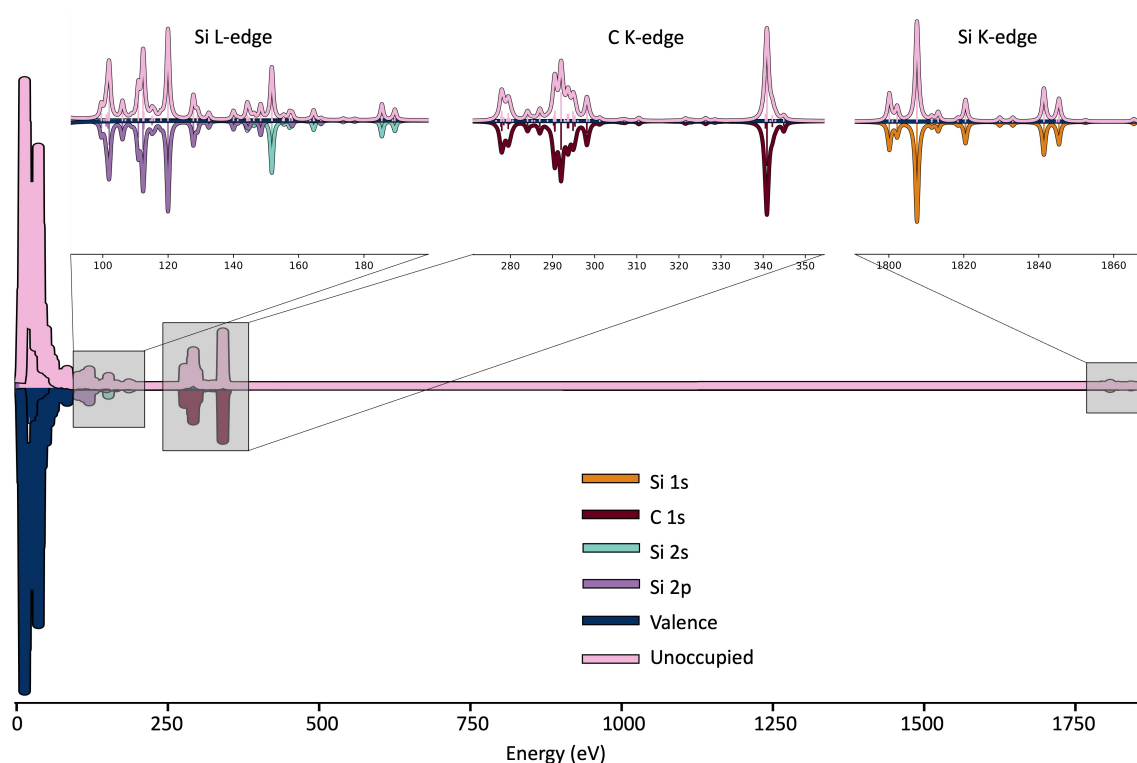 Si L-edge
C K-edge
Si K-edge
100 120 140 160 180
280 290 300 310 320 330 340 350
1800 1820 1840 1860
Si 1s
C 1s
Si 2s
Si 2p
Valence
Unoccupied
0 250 500 750 1000 1250 1500 1750
Energy (eV)